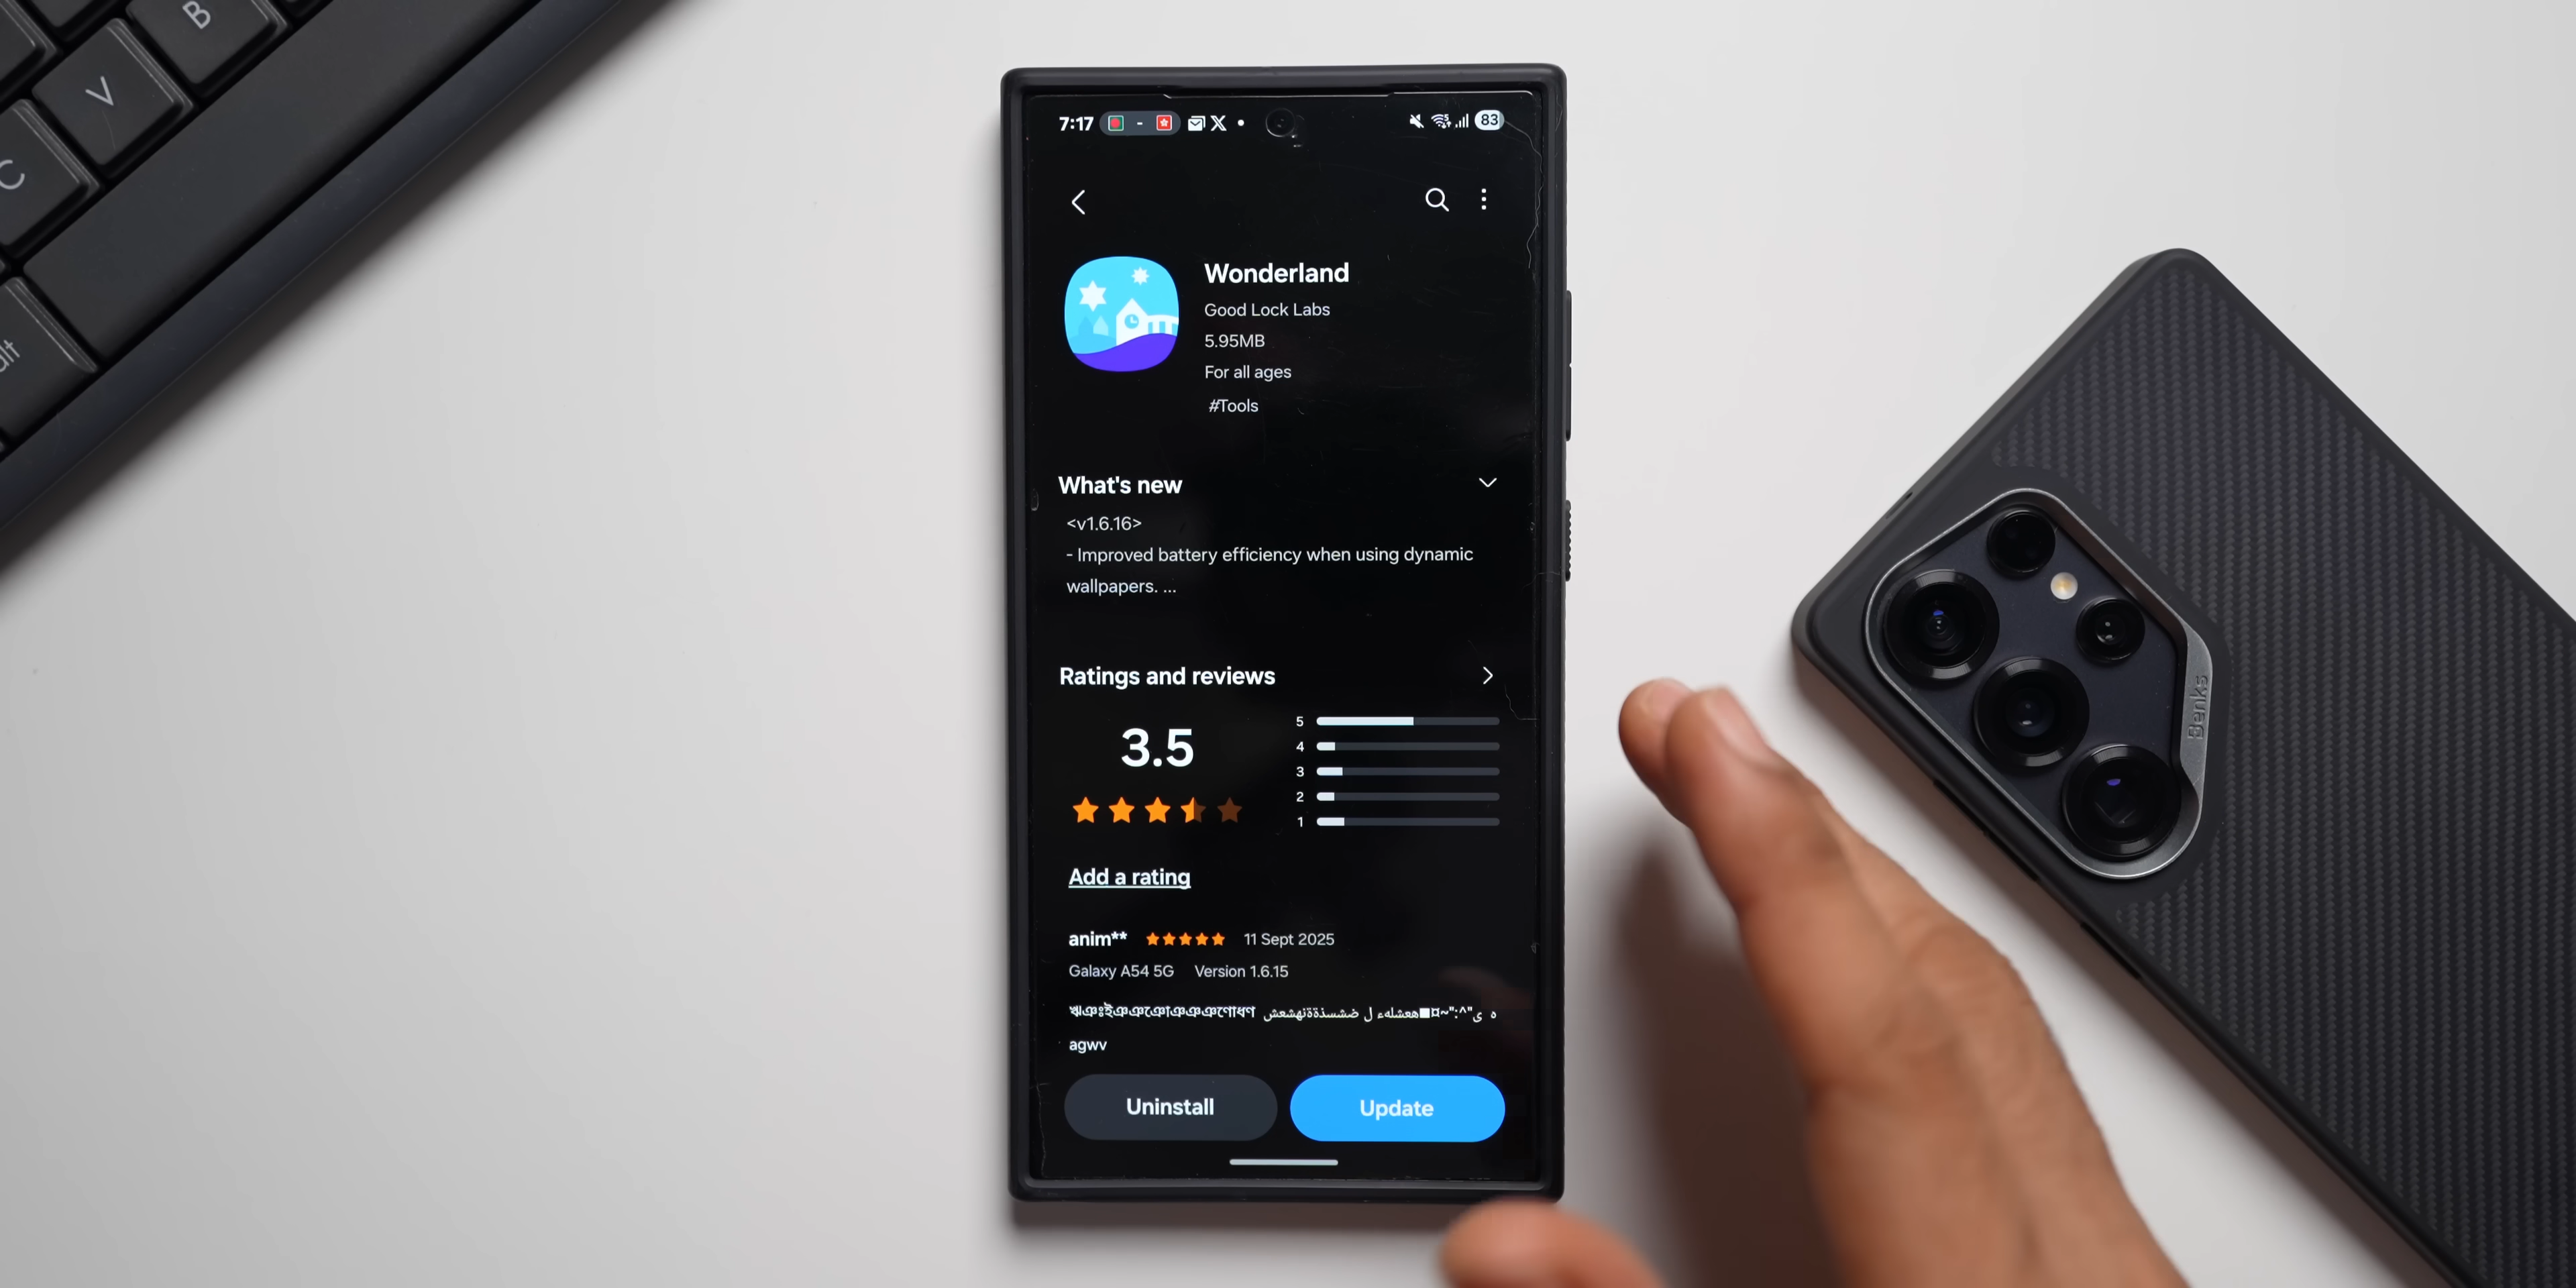 B
V
C
alt
7:17
83
Wonderland
Good Lock Labs
5.95MB
For all ages
#Tools
What's new
<v1.6.16>
- Improved battery efficiency when using dynamic
wallpapers. ...
Ratings and reviews
3.5
5
4
3
2
1
Add a rating
anim** 11 Sept 2025
Galaxy A54 5G Version 1.6.15
agwv
Uninstall
Update
Benks